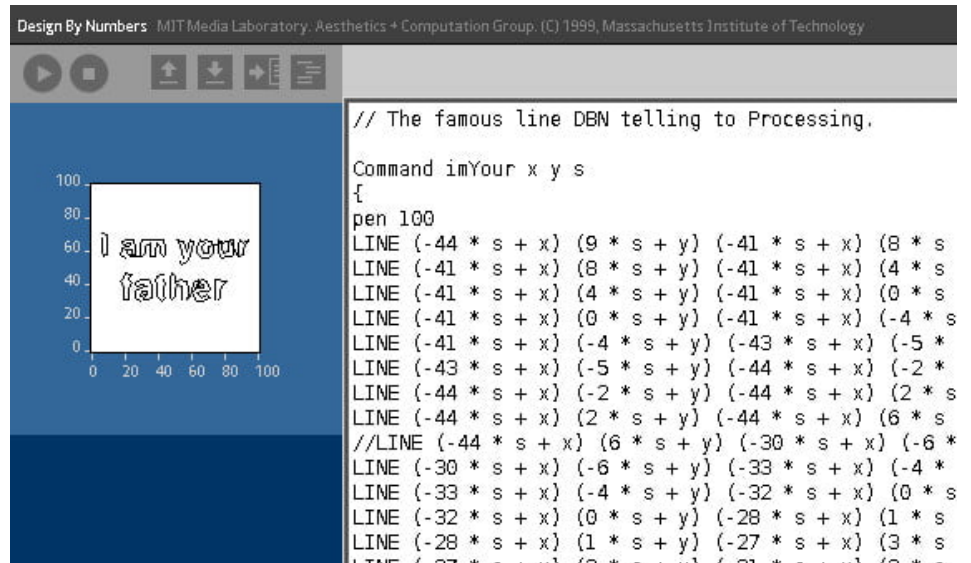 Design By Numbers MIT Media Laboratory. Aesthetics + Computation Group. (C) 1999, Massachusetts Institute of Technology
100
80
60
40
20
0
0 20 40 60 80 100
I am your
father
// The famous line DBN telling to Processing.
Command imYour x y s
{
pen 100
LINE (-44 * s + x) (9 * s + y) (-41 * s + x) (8 * s
LINE (-41 * s + x) (8 * s + y) (-41 * s + x) (4 * s
LINE (-41 * s + x) (4 * s + y) (-41 * s + x) (0 * s
LINE (-41 * s + x) (0 * s + y) (-41 * s + x) (-4 * s
LINE (-41 * s + x) (-4 * s + y) (-43 * s + x) (-5 *
LINE (-43 * s + x) (-5 * s + y) (-44 * s + x) (-2 *
LINE (-44 * s + x) (-2 * s + y) (-44 * s + x) (2 * s
LINE (-44 * s + x) (2 * s + y) (-44 * s + x) (6 * s
//LINE (-44 * s + x) (6 * s + y) (-30 * s + x) (-6 *
LINE (-30 * s + x) (-6 * s + y) (-33 * s + x) (-4 *
LINE (-33 * s + x) (-4 * s + y) (-32 * s + x) (0 * s
LINE (-32 * s + x) (0 * s + y) (-28 * s + x) (1 * s
LINE (-28 * s + x) (1 * s + y) (-27 * s + x) (3 * s